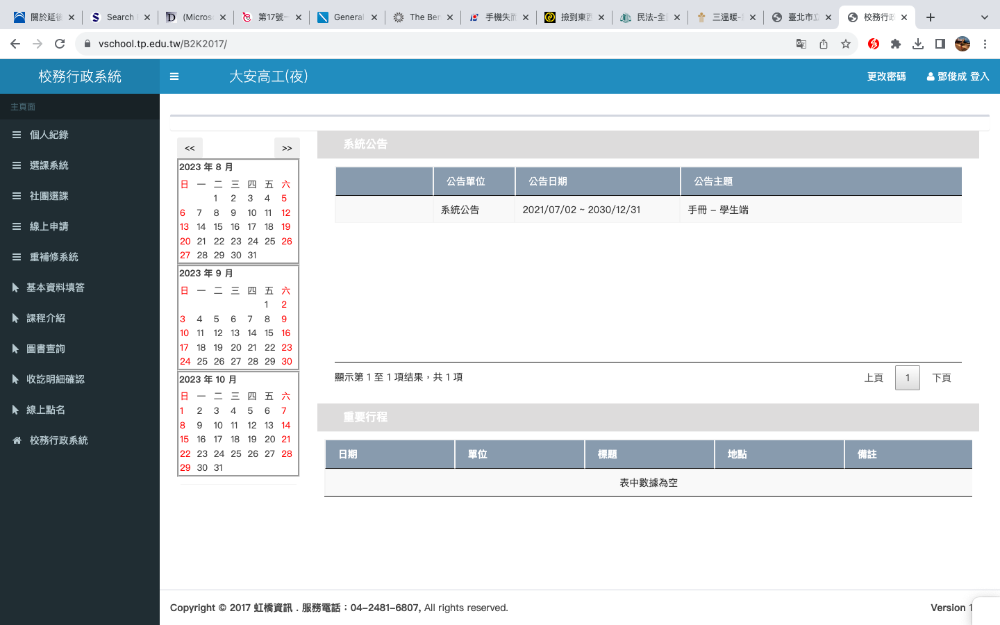 關於延後
Search
(Micros
第17號一
General
The Ber
手機失而
撿到東西
民法-全
三溫暖-
臺北市立
校務行政
vschool.tp.edu.tw/B2K2017/
校務行政系統
大安高工(夜)
更改密碼
鄧俊成 登入
主頁面
個人紀錄
選課系統
社團選課
線上申請
重補修系統
基本資料填答
課程介紹
圖書查詢
收訖明細確認
線上點名
校務行政系統
<< >>
2023 年 8 月
日 一 二 三 四 五 六
1 2 3 4 5
6 7 8 9 10 11 12
13 14 15 16 17 18 19
20 21 22 23 24 25 26
27 28 29 30 31
2023 年 9 月
日 一 二 三 四 五 六
1 2
3 4 5 6 7 8 9
10 11 12 13 14 15 16
17 18 19 20 21 22 23
24 25 26 27 28 29 30
2023 年 10 月
日 一 二 三 四 五 六
1 2 3 4 5 6 7
8 9 10 11 12 13 14
15 16 17 18 19 20 21
22 23 24 25 26 27 28
29 30 31
系統公告
公告單位 公告日期 公告主題
系統公告 2021/07/02 ~ 2030/12/31 手冊 – 學生端
顯示第 1 至 1 項结果，共 1 項
上頁 1 下頁
重要行程
日期 單位 標題 地點 備註
表中數據為空
Copyright © 2017 虹橋資訊 . 服務電話：04-2481-6807, All rights reserved.
Version 1